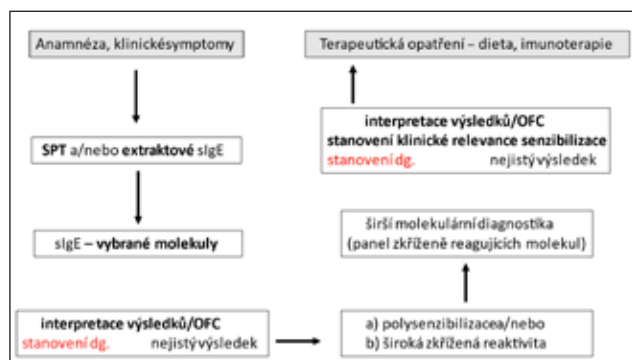 Anamnéza, klinickésymptomy
SPT a/nebo extraktové sIgE
sIgE – vybrané molekuly
interpretace výsledků/OFC
stanovení dg. nejistý výsledek
a) polysenzibilizacea/nebo
b) široká zkřížená reaktivita
širší molekulární diagnostika
(panel zkříženě reagujících molekul)
interpretace výsledků/OFC
stanovení klinické relevance senzibilizace
stanovení dg. nejistý výsledek
Terapeutická opatření – dieta, imunoterapie